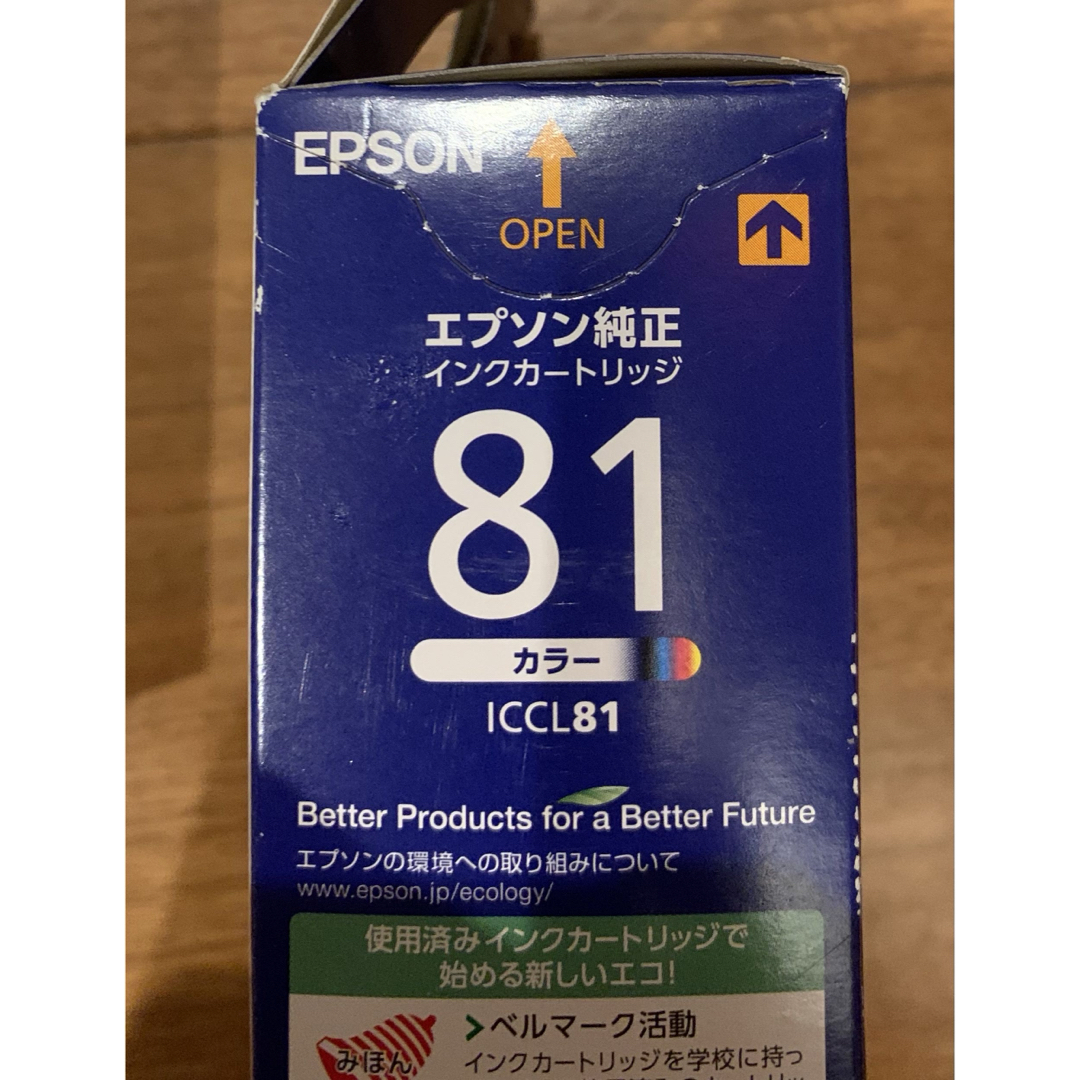 EPSON
OPEN
エプソン純正
インクカートリッジ
81
カラー
ICCL81
Better Products for a Better Future
エプソンの環境への取り組みについて
www.epson.jp/ecology/
使用済みインクカートリッジで
始める新しいエコ!
ベルマーク活動
みほん
インクカートリッジを学校に持っ